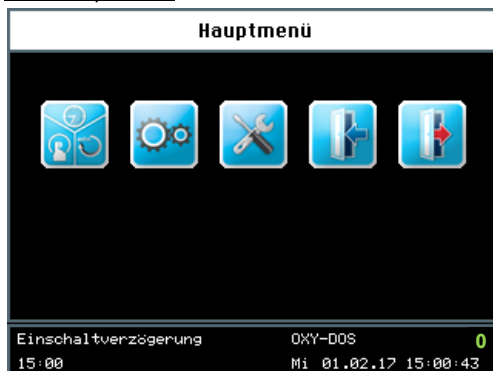 Hauptmenü
Einschaltverzögerung OXY-DOS 0
15:00 Mi 01.02.17 15:00:43